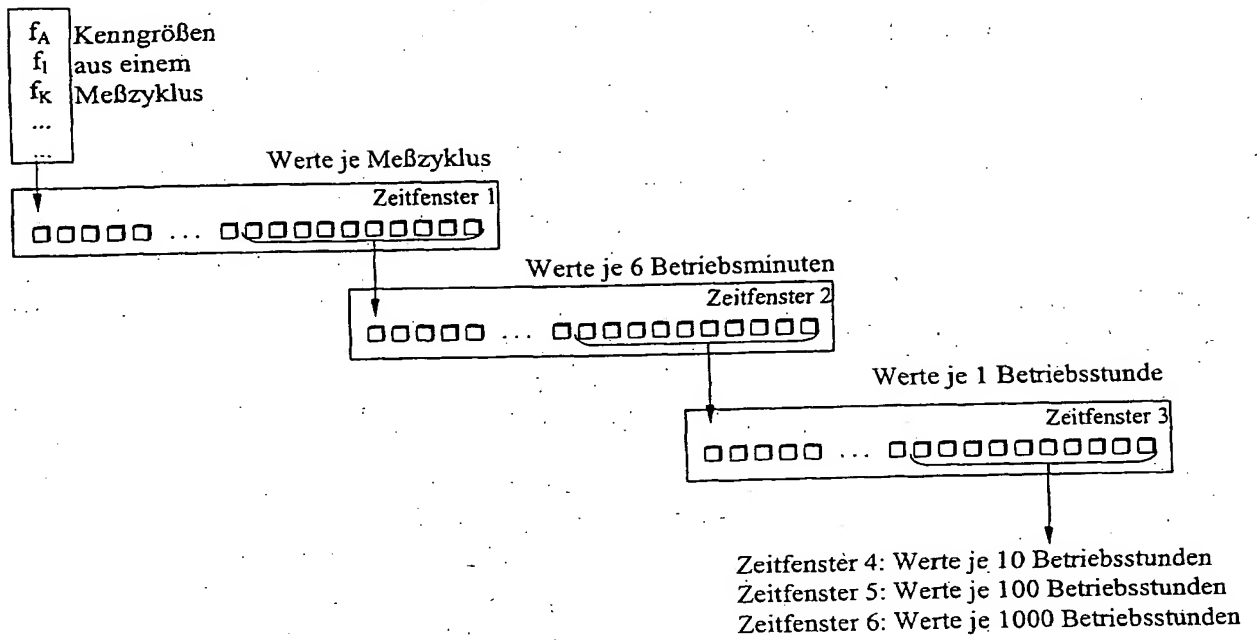 f_A Kenngrößen
f_I aus einem
f_K Meßzyklus
...
...
Werte je Meßzyklus
Zeitfenster 1
...
Werte je 6 Betriebsminuten
Zeitfenster 2
...
Werte je 1 Betriebsstunde
Zeitfenster 3
...
Zeitfenster 4: Werte je 10 Betriebsstunden
Zeitfenster 5: Werte je 100 Betriebsstunden
Zeitfenster 6: Werte je 1000 Betriebsstunden